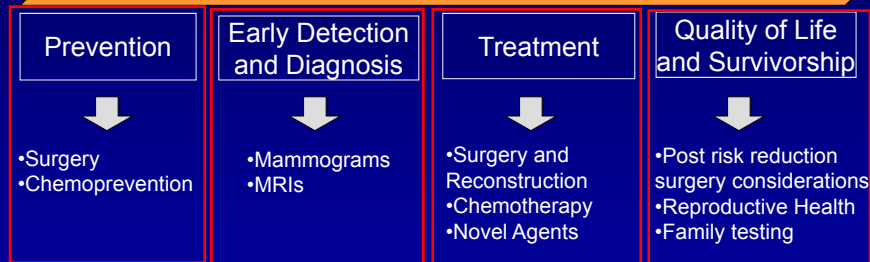 Prevention
•Surgery
•Chemoprevention
Early Detection
and Diagnosis
•Mammograms
•MRIs
Treatment
•Surgery and
Reconstruction
•Chemotherapy
•Novel Agents
Quality of Life
and Survivorship
•Post risk reduction
surgery considerations
•Reproductive Health
•Family testing